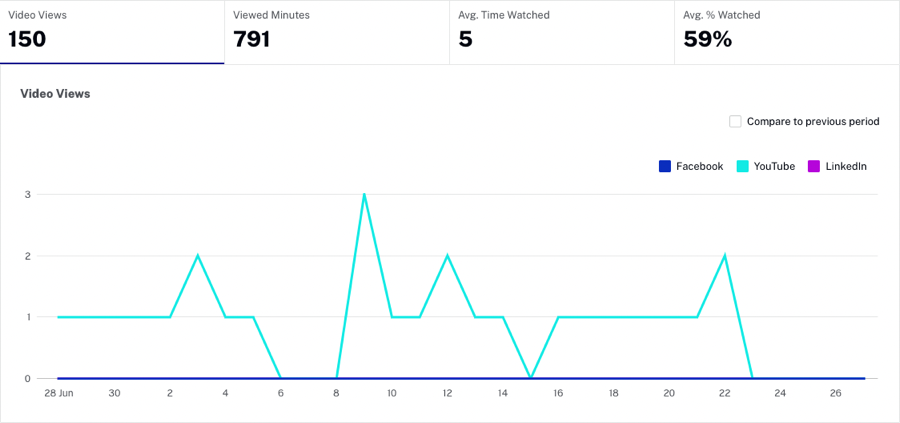 Video Views
150
Viewed Minutes
791
Avg. Time Watched
5
Avg. % Watched
59%
Video Views
Compare to previous period
Facebook YouTube LinkedIn
3
2
1
0
28 Jun 30 2 4 6 8 10 12 14 16 18 20 22 24 26